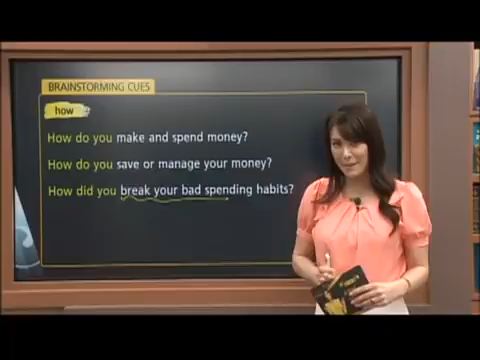 BRAINSTORMING CUES
how
How do you make and spend money?
How do you save or manage your money?
How did you break your bad spending habits?